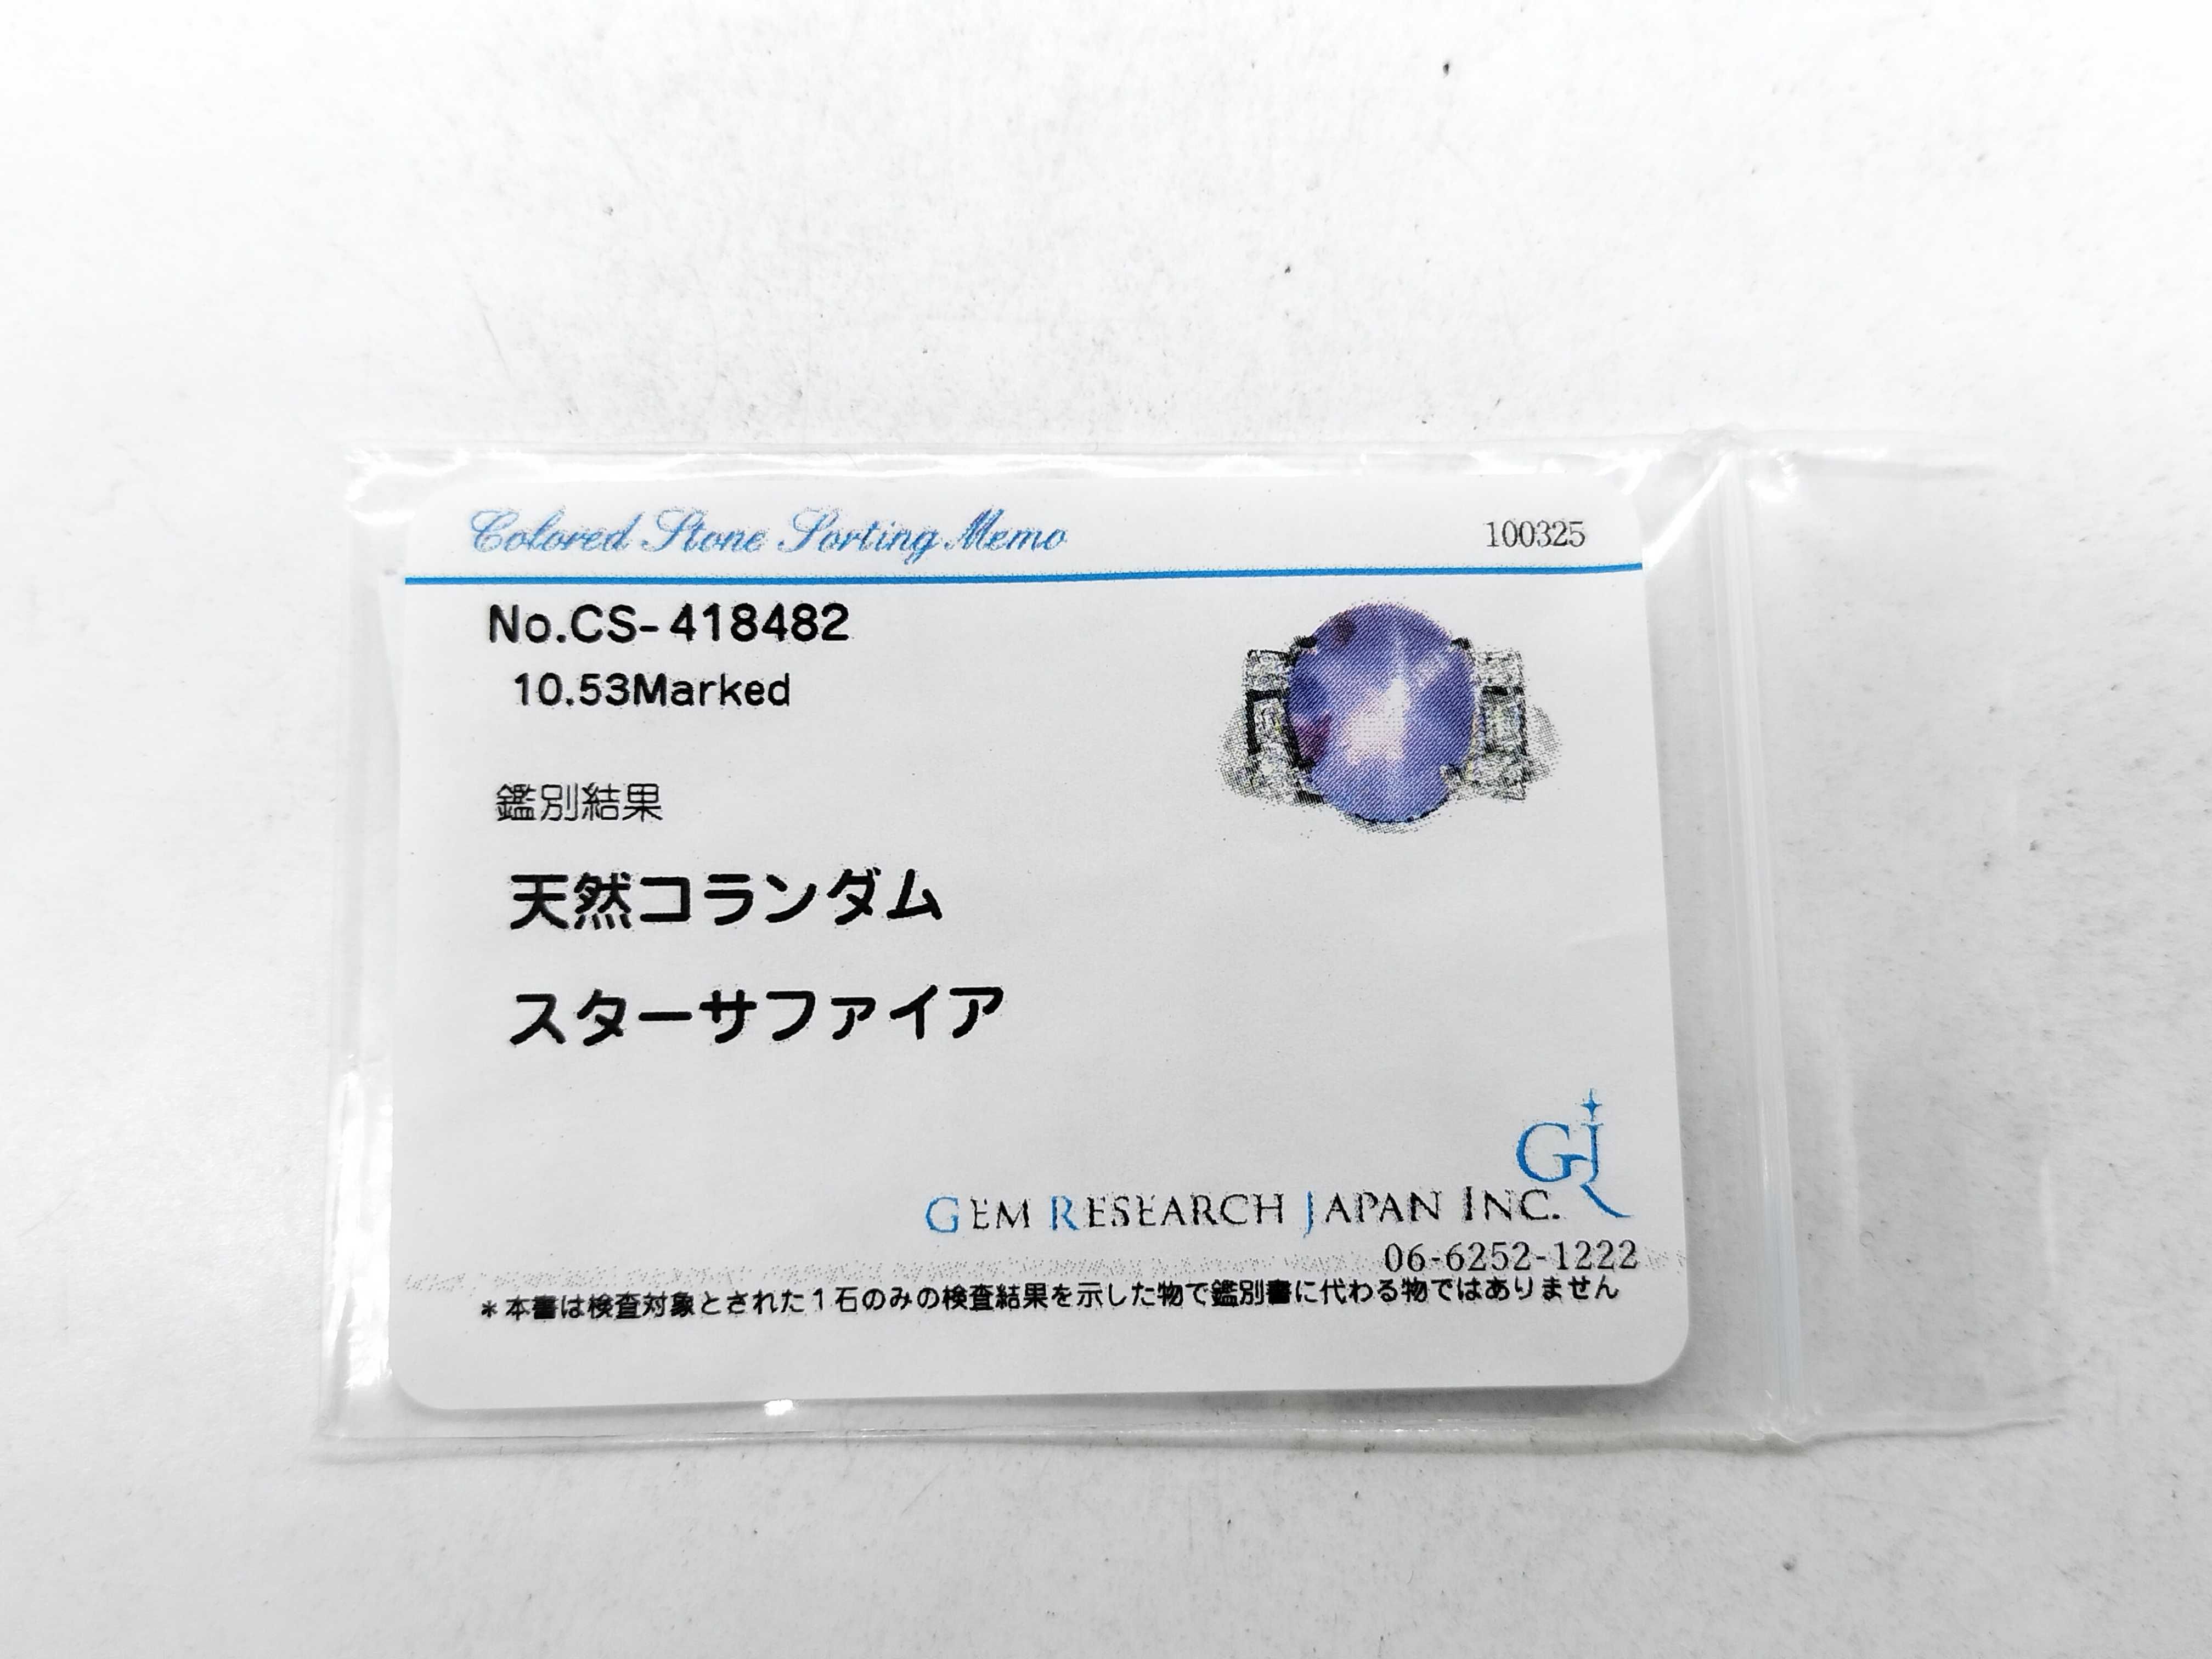 Colored Stone Sorting Memo
100325
No.CS-418482
10.53Marked
鑑別結果
天然コランダム
スターサファイア
GRJ
GEM RESEARCH JAPAN INC.
06-6252-1222
*本書は検査対象とされた1石のみの検査結果を示した物で鑑別書に代わる物ではありません